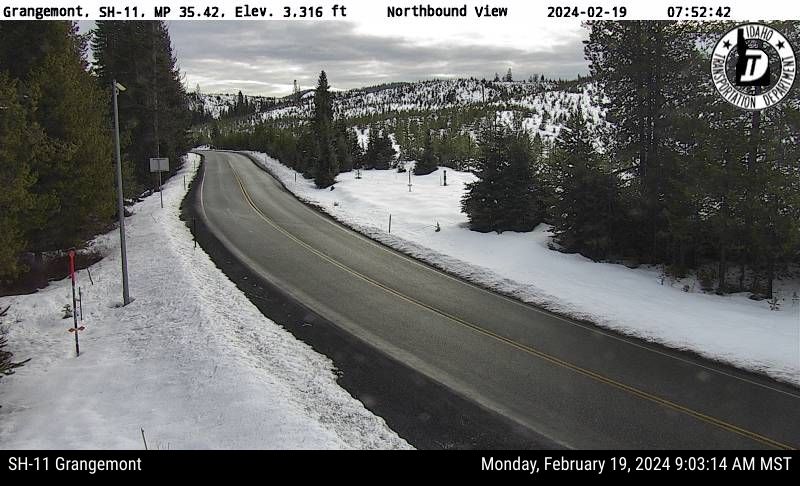 Grangemont, SH-11, MP 35.42, Elev. 3,316 ft Northbound View 2024-02-19 07:52:42
IDAHO
TRANSPORTATION DEPARTMENT
SH-11 Grangemont Monday, February 19, 2024 9:03:14 AM MST